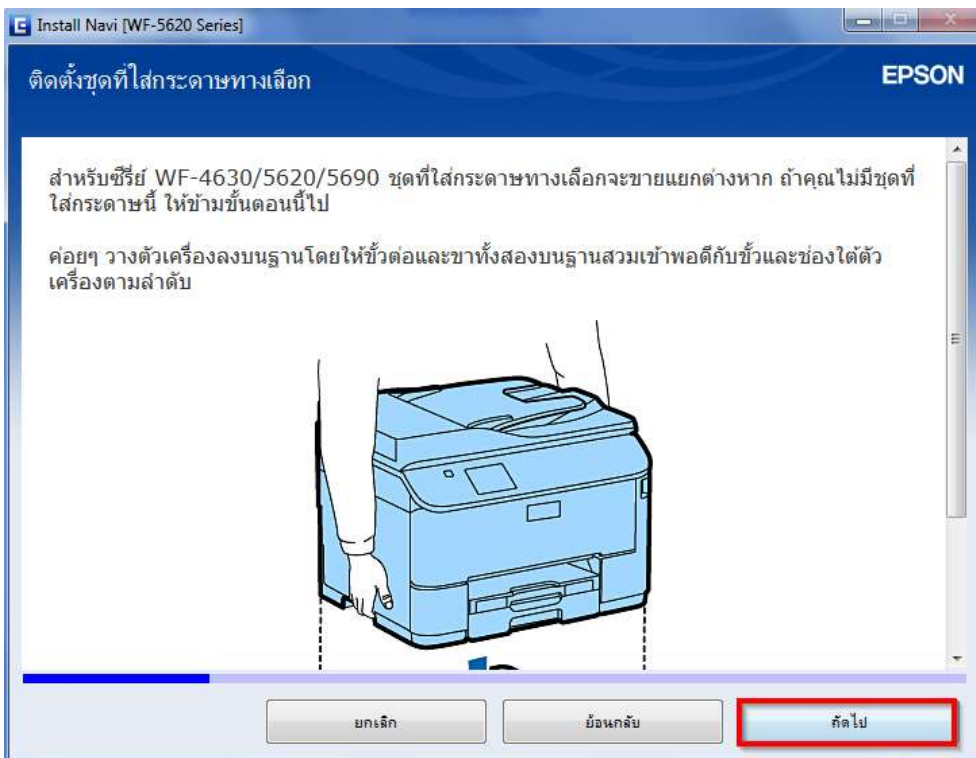 Install Navi [WF-5620 Series]
ติดตั้งชุดที่ใส่กระดาษทางเลือก
EPSON
สำหรับซีรี่ย์ WF-4630/5620/5690 ชุดที่ใส่กระดาษทางเลือกจะขายแยกต่างหาก ถ้าคุณไม่มีชุดที่
ใส่กระดาษนี้ ให้ข้ามขั้นตอนนี้ไป
ค่อยๆ วางตัวเครื่องลงบนฐานโดยให้ขั้วต่อและขาทั้งสองบนฐานสวมเข้าพอดีกับขั้วและช่องใต้ตัว
เครื่องตามลำดับ
ยกเลิก
ย้อนกลับ
ถัดไป